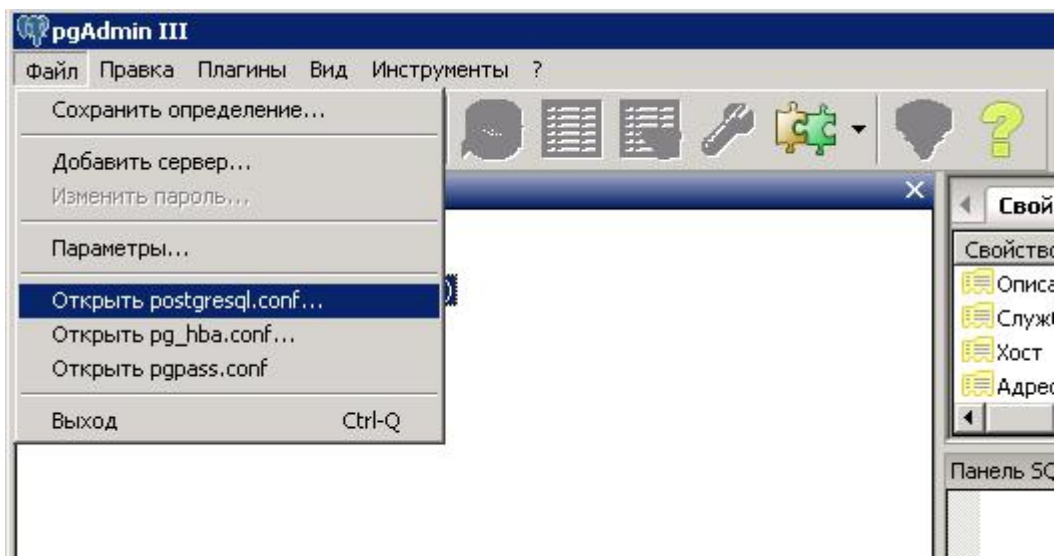 pgAdmin III
Файл Правка Плагины Вид Инструменты ?
Сохранить определение...
Добавить сервер...
Изменить пароль...
Параметры...
Открыть postgresql.conf...
Открыть pg_hba.conf...
Открыть pgpass.conf
Выход Ctrl-Q
Свой
Свойство
Описа
Служ
Хост
Адрес
Панель SQ